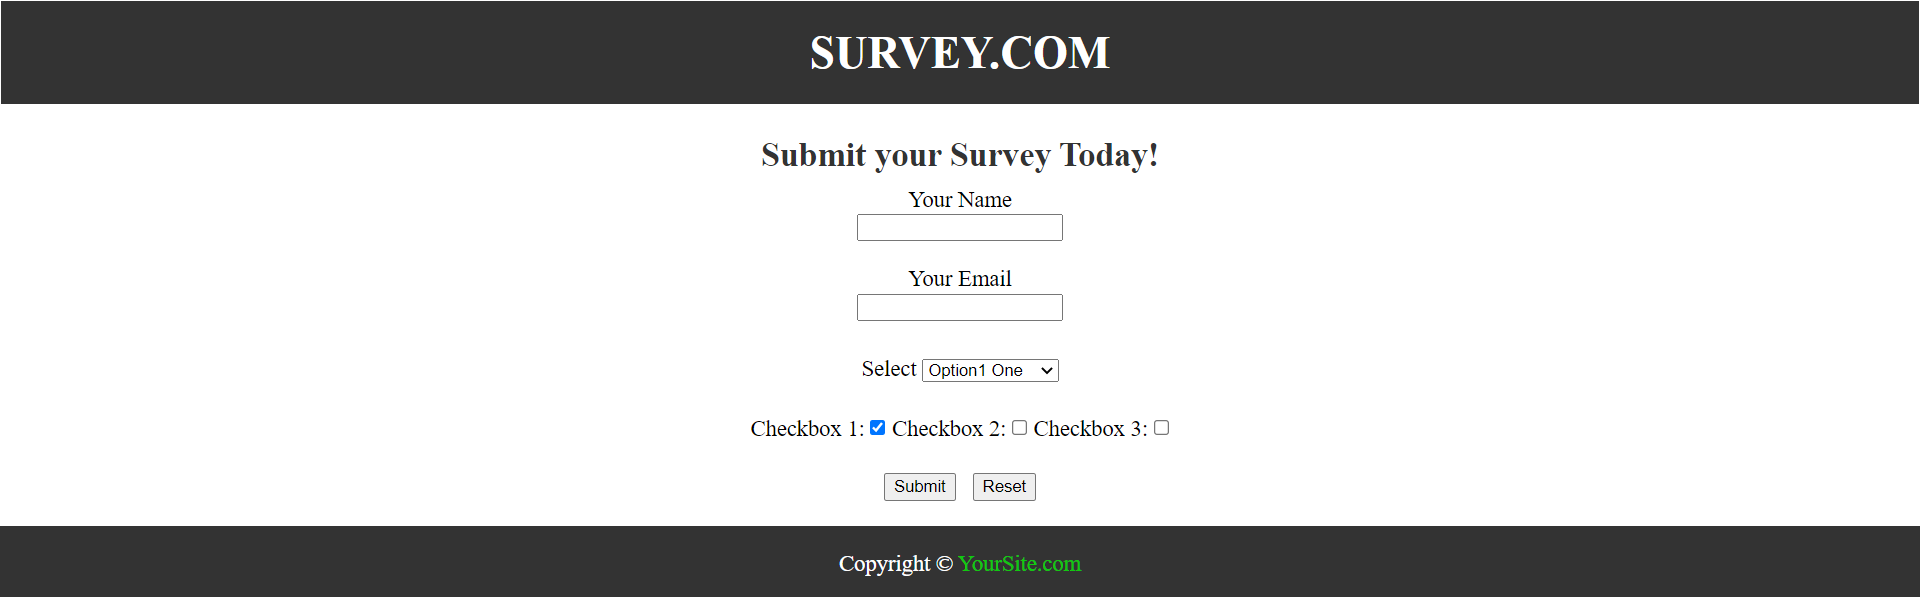 SURVEY.COM
Submit your Survey Today!
Your Name
Your Email
Select Option1 One
Checkbox 1: Checkbox 2: Checkbox 3:
Submit Reset
Copyright © YourSite.com